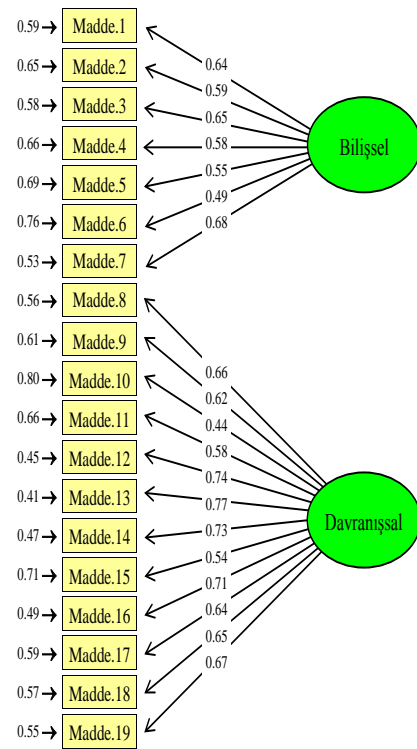 0.59 Madde.1
0.65 Madde.2
0.58 Madde.3
0.66 Madde.4
0.69 Madde.5
0.76 Madde.6
0.53 Madde.7
0.56 Madde.8
0.61 Madde.9
0.80 Madde.10
0.66 Madde.11
0.45 Madde.12
0.41 Madde.13
0.47 Madde.14
0.71 Madde.15
0.49 Madde.16
0.59 Madde.17
0.57 Madde.18
0.55 Madde.19
0.64
0.59
0.65
0.58
0.55
0.49
0.68
Bilişsel
0.66
0.62
0.44
0.58
0.74
0.77
0.73
0.54
0.71
0.64
0.65
0.67
Davranışsal